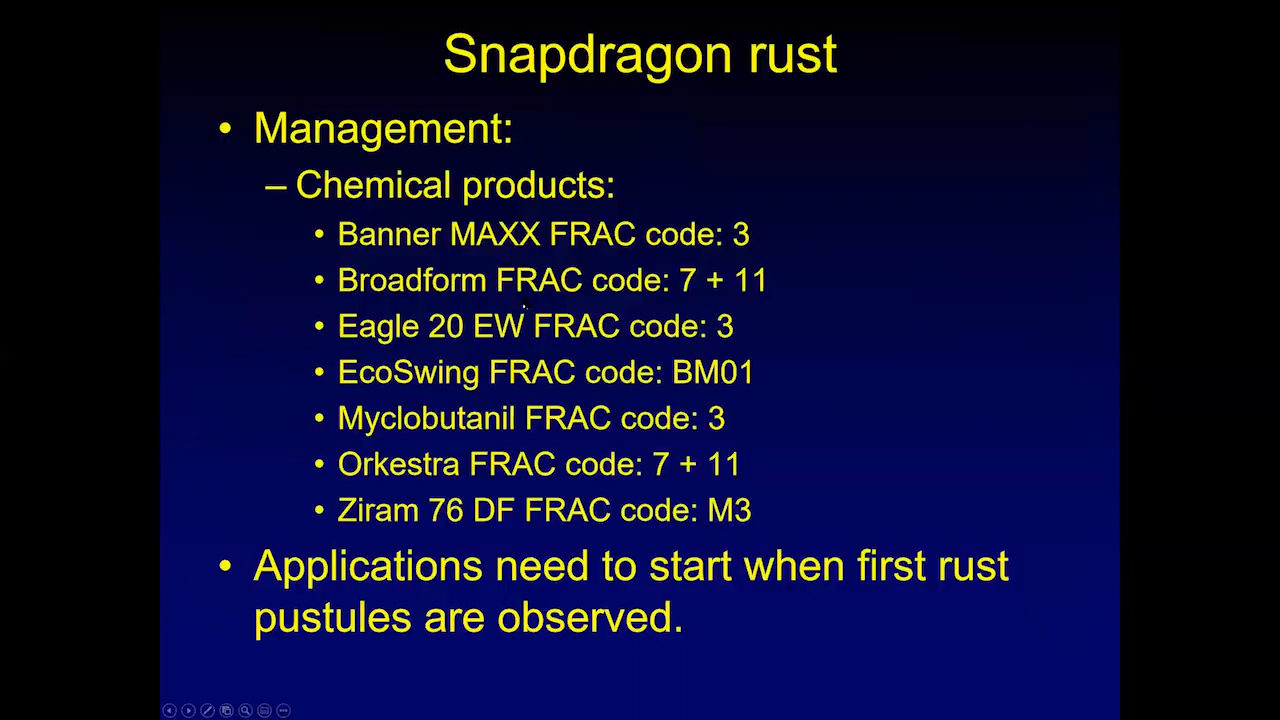 Snapdragon rust
• Management:
– Chemical products:
• Banner MAXX FRAC code: 3
• Broadform FRAC code: 7 + 11
• Eagle 20 EW FRAC code: 3
• EcoSwing FRAC code: BM01
• Myclobutanil FRAC code: 3
• Orkestra FRAC code: 7 + 11
• Ziram 76 DF FRAC code: M3
• Applications need to start when first rust
pustules are observed.